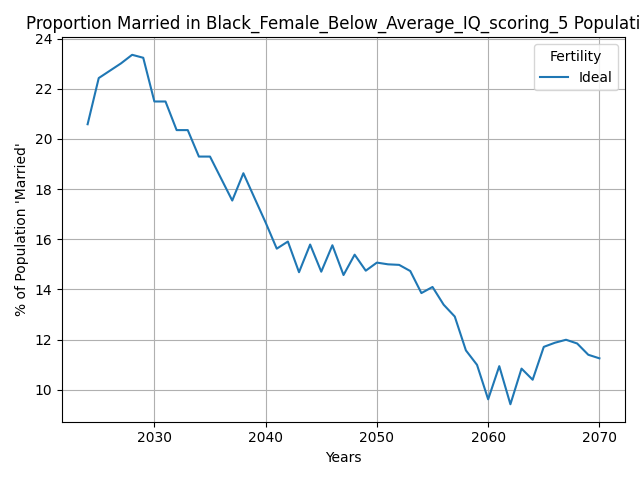 Proportion Married in Black_Female_Below_Average_IQ_scoring_5 Populati
24
22
20
18
16
14
12
10
% of Population 'Married'
Fertility
Ideal
2030 2040 2050 2060 2070
Years